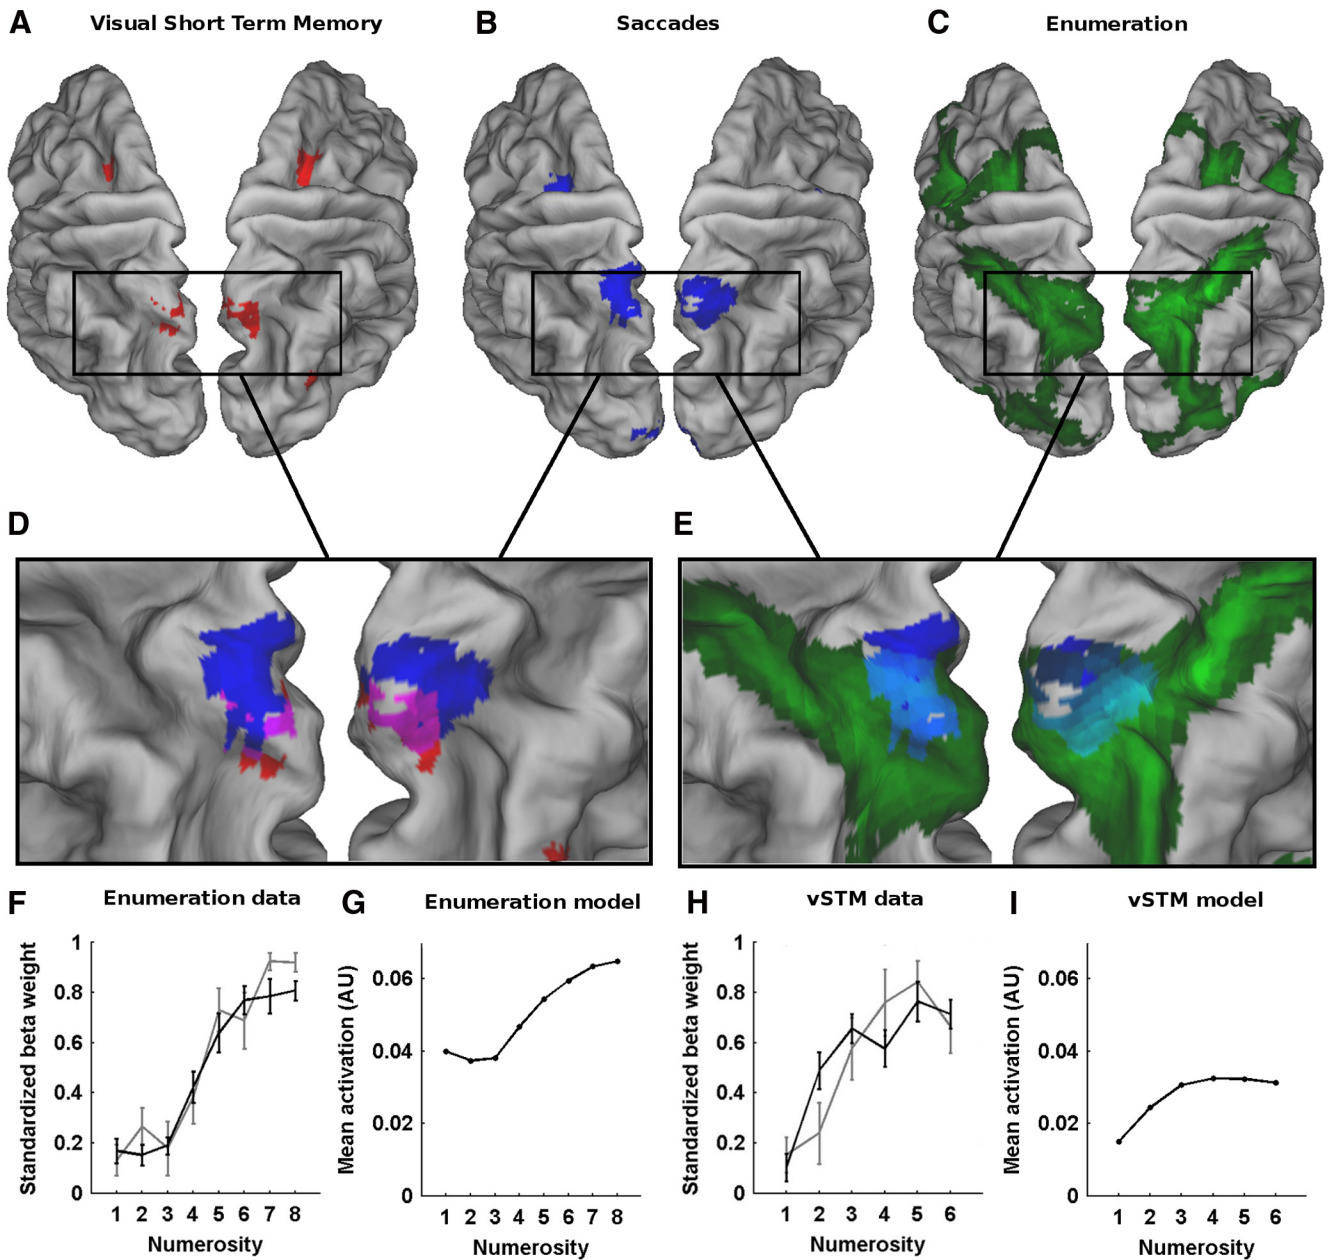 A Visual Short Term Memory B Saccades C Enumeration
D E
F Enumeration data G Enumeration model H vSTM data I vSTM model
Standardized beta weight
1
0.8
0.6
0.4
0.2
0
1 2 3 4 5 6 7 8
Numerosity
Mean activation (AU)
0.06
0.04
0.02
0
1 2 3 4 5 6 7 8
Numerosity
Standardized beta weight
1
0.8
0.6
0.4
0.2
0
1 2 3 4 5 6
Numerosity
Mean activation (AU)
0.06
0.04
0.02
0
1 2 3 4 5 6
Numerosity